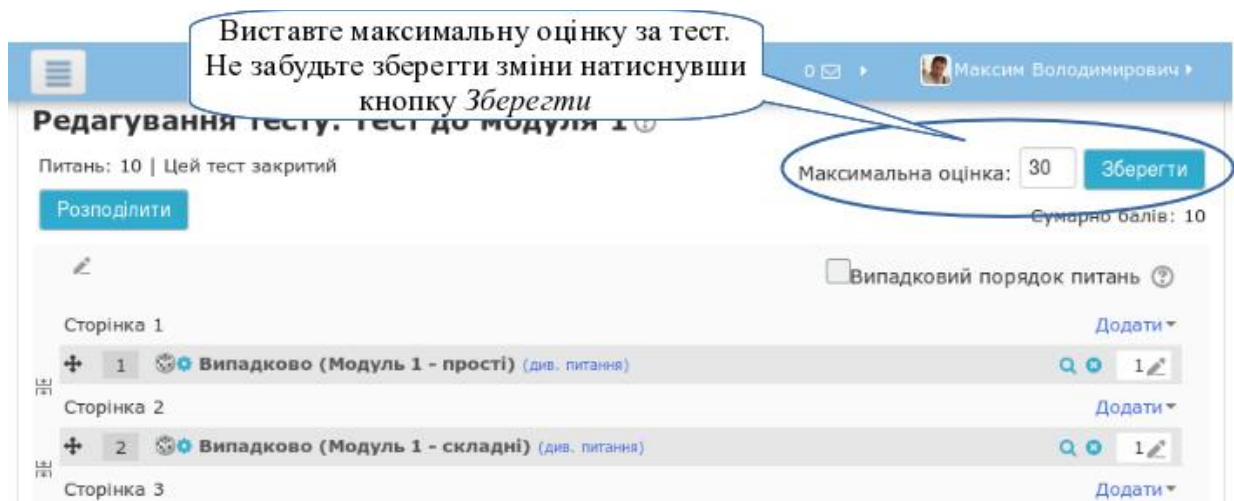 Виставте максимальну оцінку за тест.
Не забудьте зберегти зміни натиснувши
кнопку Зберегти
0
Максим Володимирович
Редагування тесту: Тест до модуля 1
Питань: 10 | Цей тест закритий
Максимальна оцінка: 30 Зберегти
Розподілити
Сумарно балів: 10
Випадковий порядок питань
Сторінка 1 Додати
1 Випадково (Модуль 1 - прості) (див. питання) 1
Сторінка 2 Додати
2 Випадково (Модуль 1 - складні) (див. питання) 1
Сторінка 3 Додати